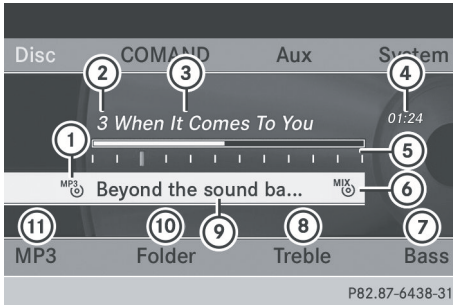 Disc COMAND Aux System
2 3 4
3 When It Comes To You 01:24
1 5
MP3 Beyond the sound ba... MIX 6
11 10 9 8 7
MP3 Folder Treble Bass
P82.87-6438-31